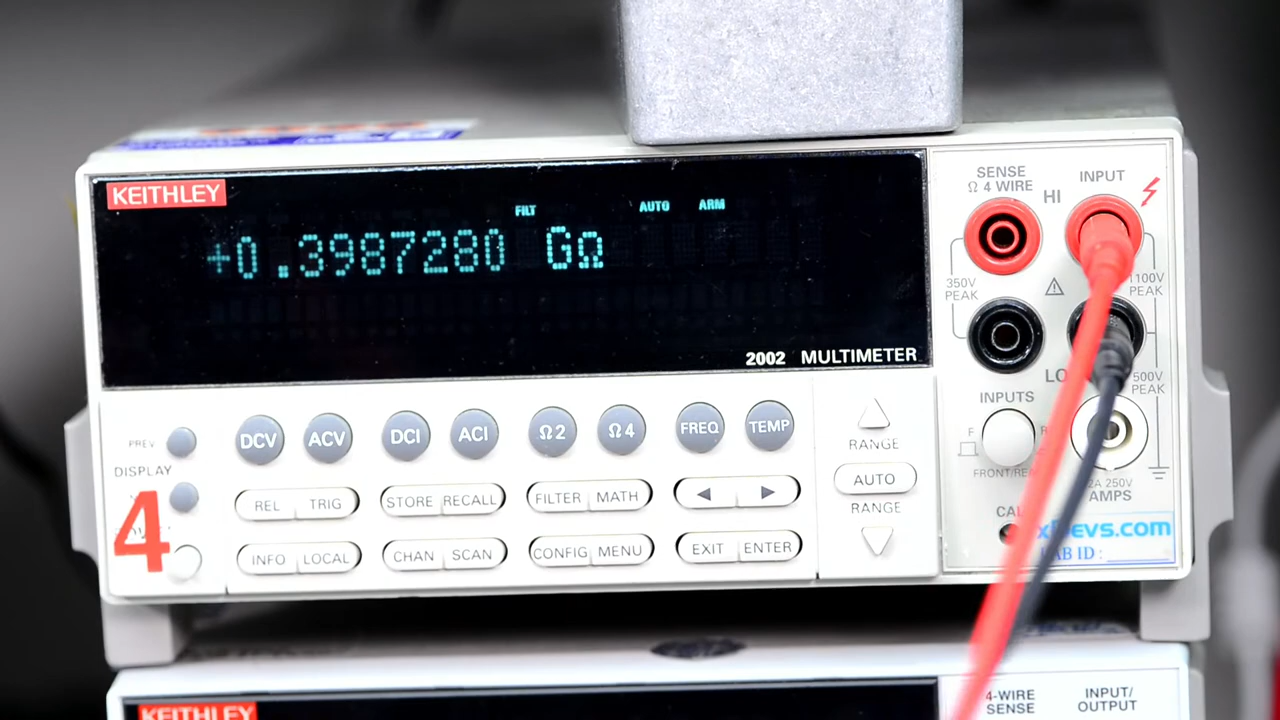 KEITHLEY
FILT AUTO ARM
+0.3987280 GΩ
2002 MULTIMETER
SENSE
Ω 4 WIRE
INPUT
HI
350V
PEAK
1100V
PEAK
LO
500V
PEAK
INPUTS
F
FRONT/RE
2A 250V
AMPS
CAL
xDevs.com
LAB ID:
PREV
DISPLAY
4
DCV ACV DCI ACI Ω2 Ω4 FREQ TEMP
REL TRIG STORE RECALL FILTER MATH
INFO LOCAL CHAN SCAN CONFIG MENU EXIT ENTER
RANGE
AUTO
RANGE
KEITHLEY
4-WIRE
SENSE
INPUT/
OUTPUT